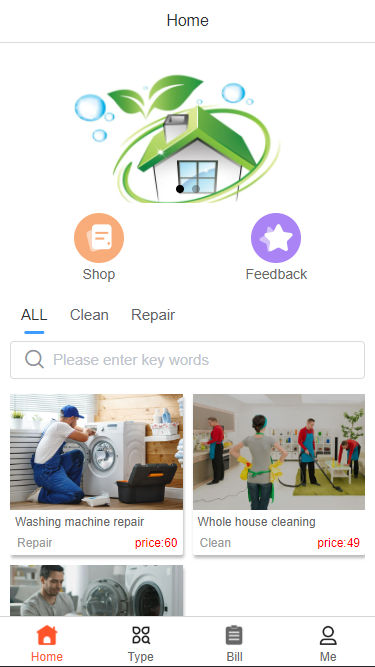 Home
Shop Feedback
ALL Clean Repair
Please enter key words
Washing machine repair
Repair price:60
Whole house cleaning
Clean price:49
Home Type Bill Me